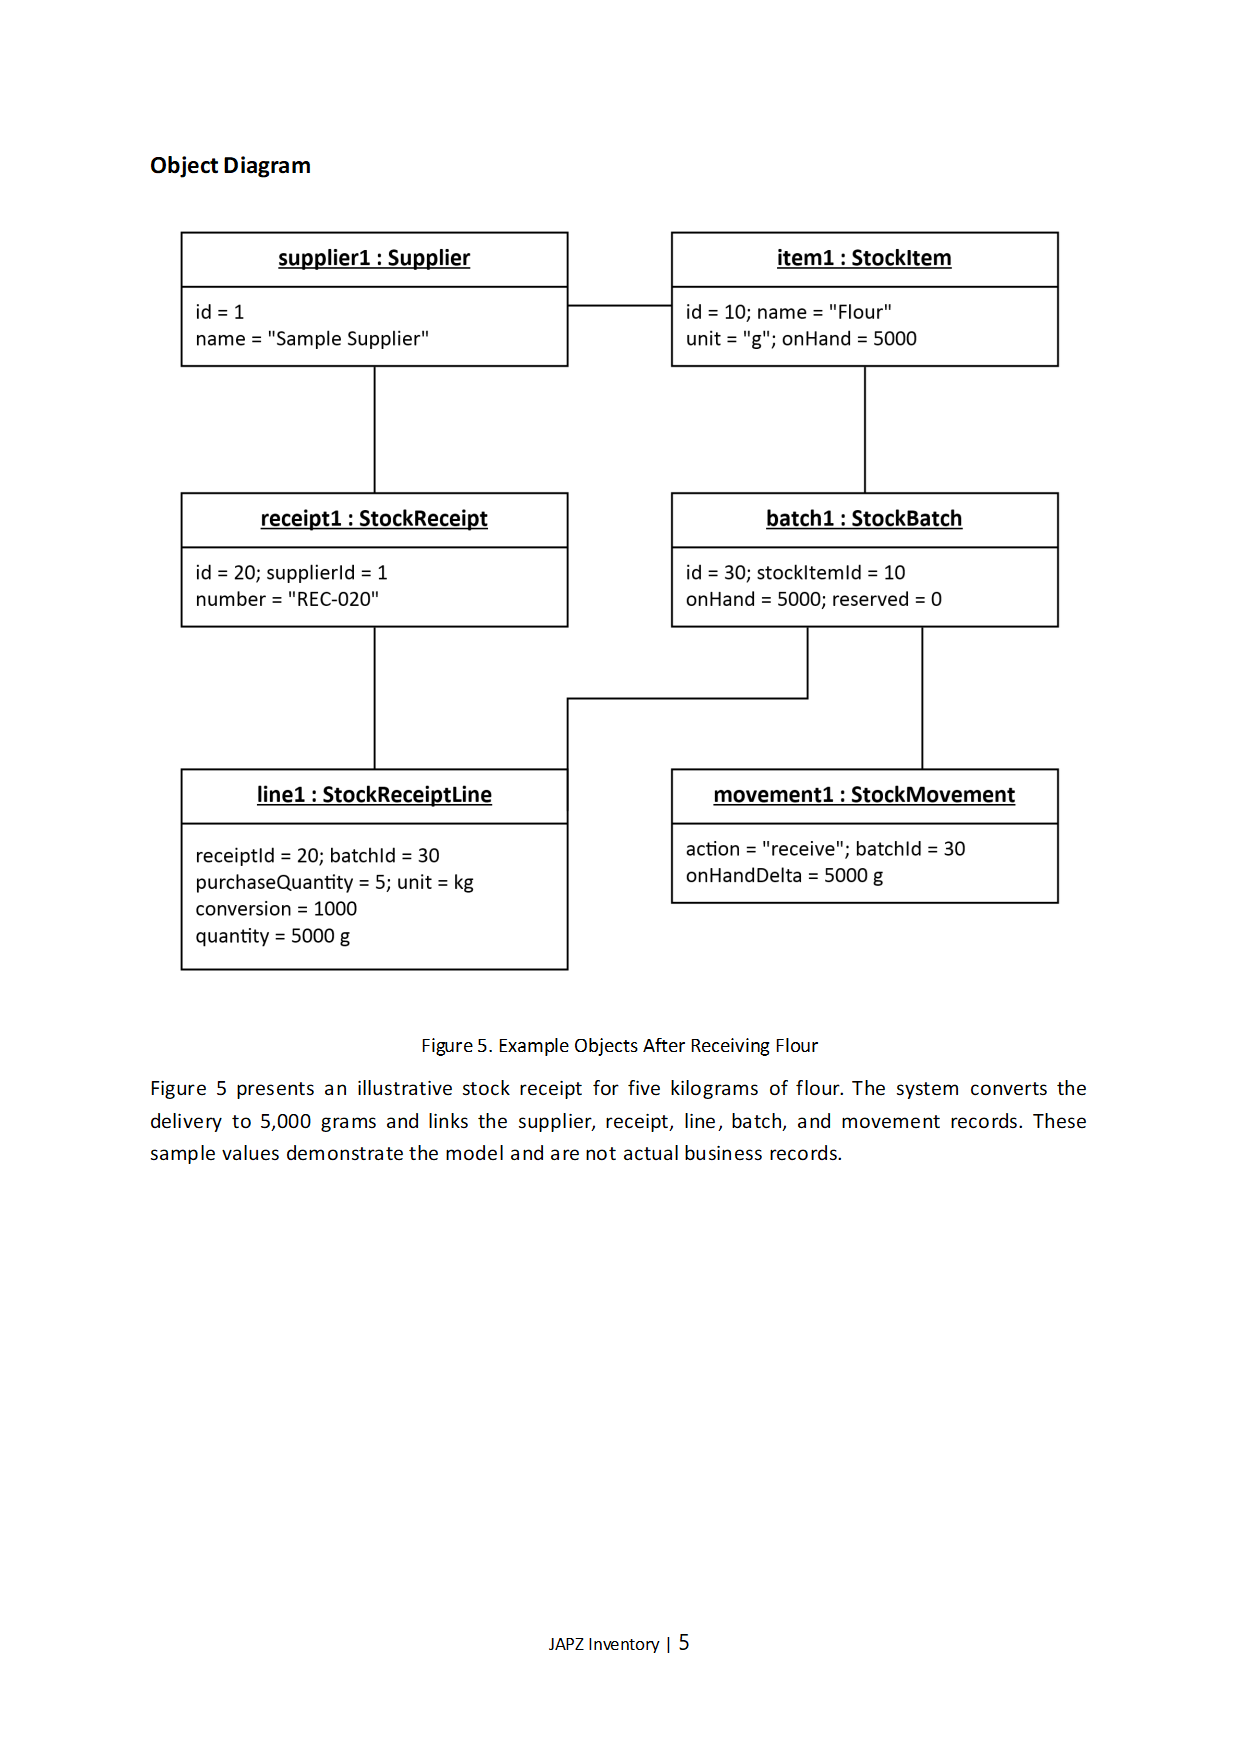 Object Diagram
supplier1 : Supplier
id = 1
name = "Sample Supplier"
item1 : StockItem
id = 10; name = "Flour"
unit = "g"; onHand = 5000
receipt1 : StockReceipt
id = 20; supplierId = 1
number = "REC-020"
batch1 : StockBatch
id = 30; stockItemId = 10
onHand = 5000; reserved = 0
line1 : StockReceiptLine
receiptId = 20; batchId = 30
purchaseQuantity = 5; unit = kg
conversion = 1000
quantity = 5000 g
movement1 : StockMovement
action = "receive"; batchId = 30
onHandDelta = 5000 g
Figure 5. Example Objects After Receiving Flour
Figure 5 presents an illustrative stock receipt for five kilograms of flour. The system converts the
delivery to 5,000 grams and links the supplier, receipt, line, batch, and movement records. These
sample values demonstrate the model and are not actual business records.
JAPZ Inventory | 5